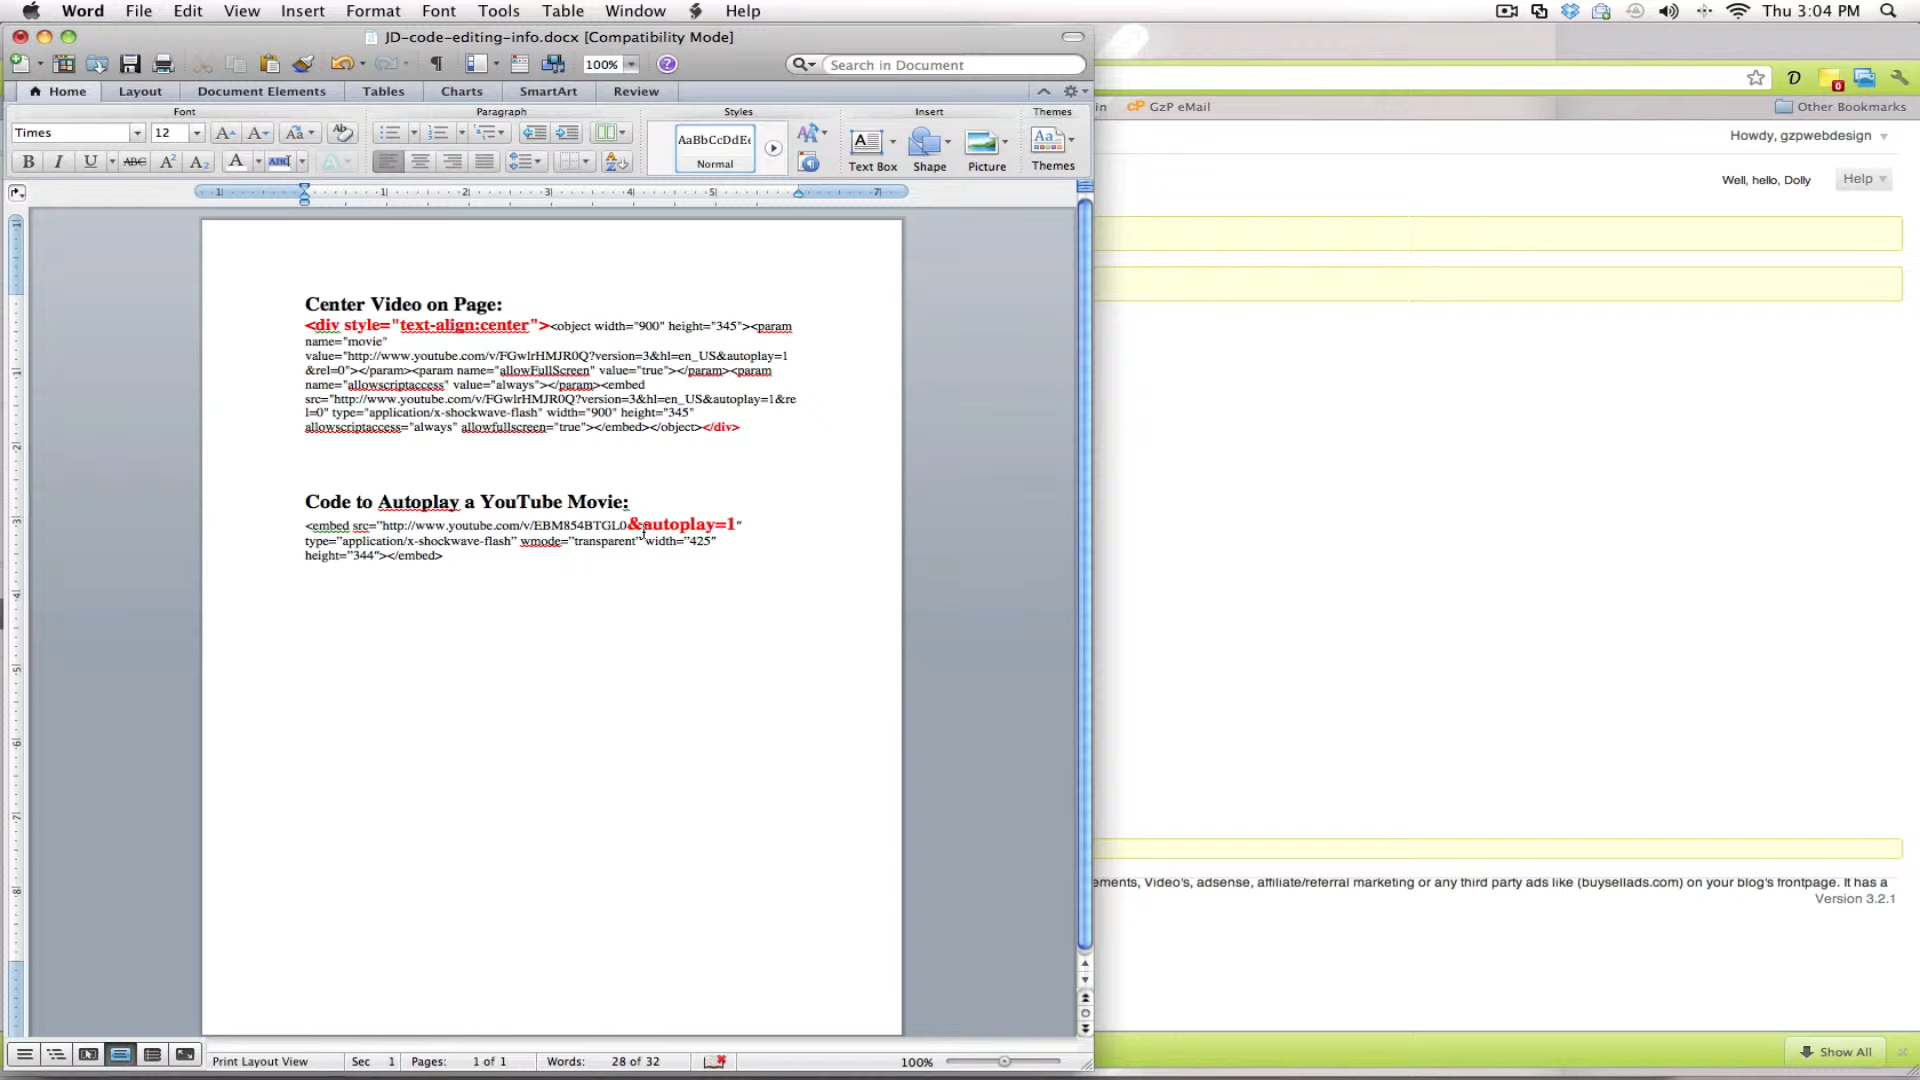 Word File Edit View Insert Format Font Tools Table Window Help Thu 3:04 PM
JD-code-editing-info.docx [Compatibility Mode]
100% Search in Document
Home Layout Document Elements Tables Charts SmartArt Review
Font Paragraph Styles Insert Themes
Times 12 AaBbCcDdEe
Normal Text Box Shape Picture Themes
Center Video on Page:
<div style="text-align:center"><object width="900" height="345"><param
name="movie"
value="http://www.youtube.com/v/FGwlrHMJR0Q?version=3&hl=en_US&autoplay=1
&rel=0"></param><param name="allowFullScreen" value="true"></param><param
name="allowscriptaccess" value="always"></param><embed
src="http://www.youtube.com/v/FGwlrHMJR0Q?version=3&hl=en_US&autoplay=1&re
l=0" type="application/x-shockwave-flash" width="900" height="345"
allowscriptaccess="always" allowfullscreen="true"></embed></object></div>
Code to Autoplay a YouTube Movie:
<embed src="http://www.youtube.com/v/EBM854BTGL0&autoplay=1"
type="application/x-shockwave-flash" wmode="transparent" width="425"
height="344"></embed>
Print Layout View Sec 1 Pages: 1 of 1 Words: 28 of 32 100%
in GzP eMail Other Bookmarks
Howdy, gzpwebdesign
Well, hello, Dolly Help
ements, Video's, adsense, affiliate/referral marketing or any third party ads like (buysellads.com) on your blog's frontpage. It has a
Version 3.2.1
Show All